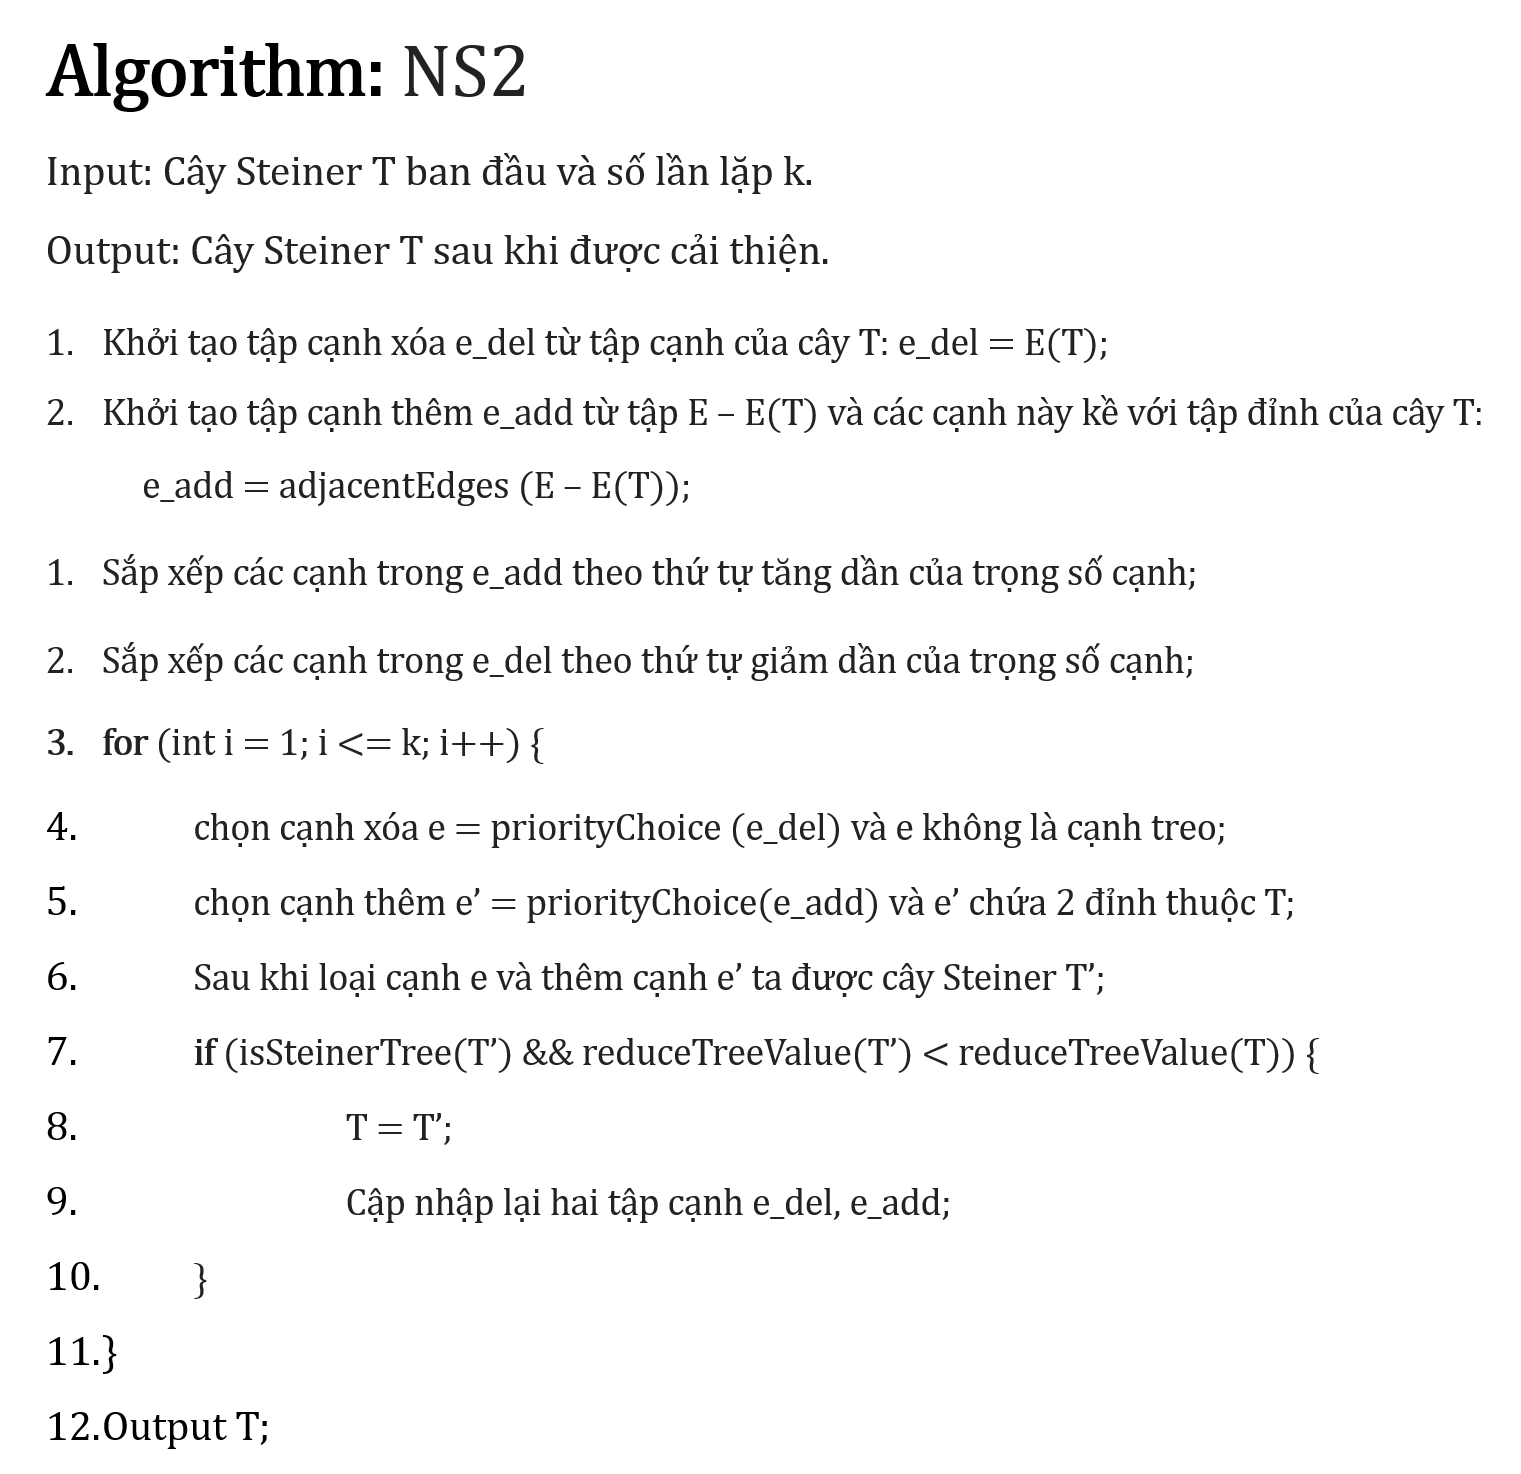 Algorithm: NS2
Input: Cây Steiner T ban đầu và số lần lặp k.
Output: Cây Steiner T sau khi được cải thiện.
1. Khởi tạo tập cạnh xóa e_del từ tập cạnh của cây T: e_del = E(T);
2. Khởi tạo tập cạnh thêm e_add từ tập E – E(T) và các cạnh này kề với tập đỉnh của cây T:
e_add = adjacentEdges (E – E(T));
1. Sắp xếp các cạnh trong e_add theo thứ tự tăng dần của trọng số cạnh;
2. Sắp xếp các cạnh trong e_del theo thứ tự giảm dần của trọng số cạnh;
3. for (int i = 1; i <= k; i++) {
4. chọn cạnh xóa e = priorityChoice (e_del) và e không là cạnh treo;
5. chọn cạnh thêm e’ = priorityChoice(e_add) và e’ chứa 2 đỉnh thuộc T;
6. Sau khi loại cạnh e và thêm cạnh e’ ta được cây Steiner T’;
7. if (isSteinerTree(T’) && reduceTreeValue(T’) < reduceTreeValue(T)) {
8. T = T’;
9. Cập nhập lại hai tập cạnh e_del, e_add;
10. }
11.}
12.Output T;